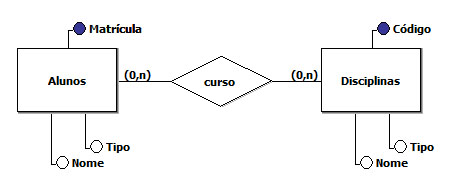 Matrícula
Código
Alunos
(0,n)
curso
(0,n)
Disciplinas
Tipo
Nome
Tipo
Nome